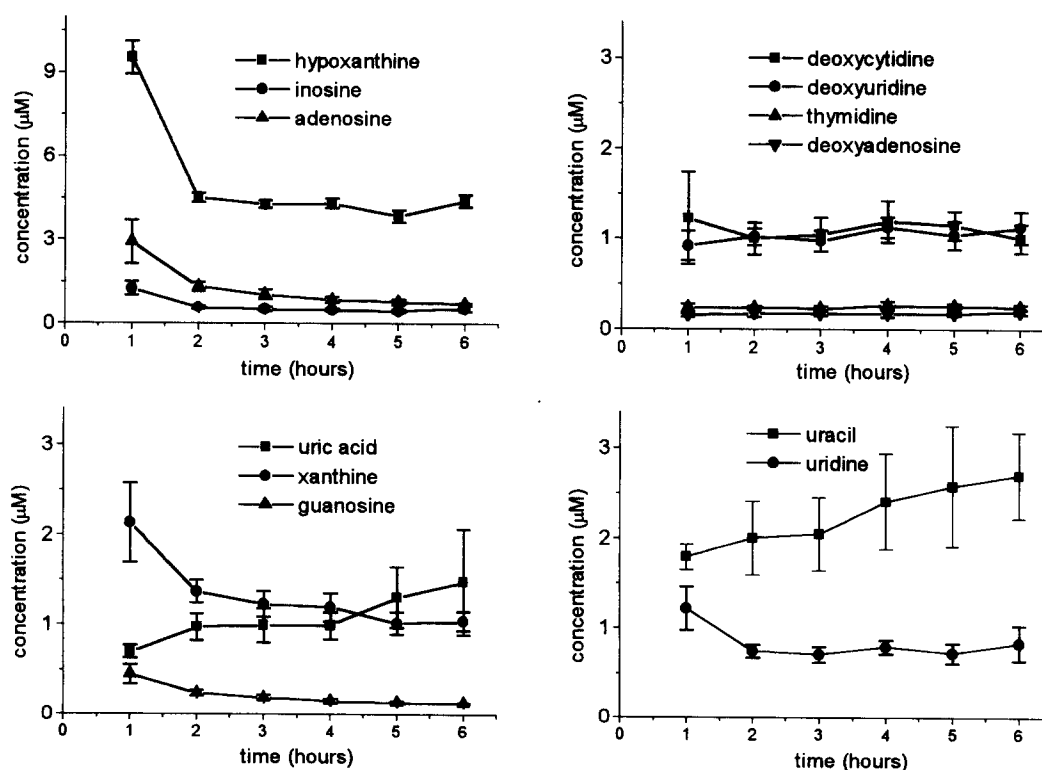 concentration (μM)
9
6
3
0
hypoxanthine
inosine
adenosine
0 1 2 3 4 5 6
time (hours)
concentration (μM)
3
2
1
0
deoxycytidine
deoxyuridine
thymidine
deoxyadenosine
0 1 2 3 4 5 6
time (hours)
concentration (μM)
3
2
1
0
uric acid
xanthine
guanosine
0 1 2 3 4 5 6
time (hours)
concentration (μM)
3
2
1
0
uracil
uridine
0 1 2 3 4 5 6
time (hours)